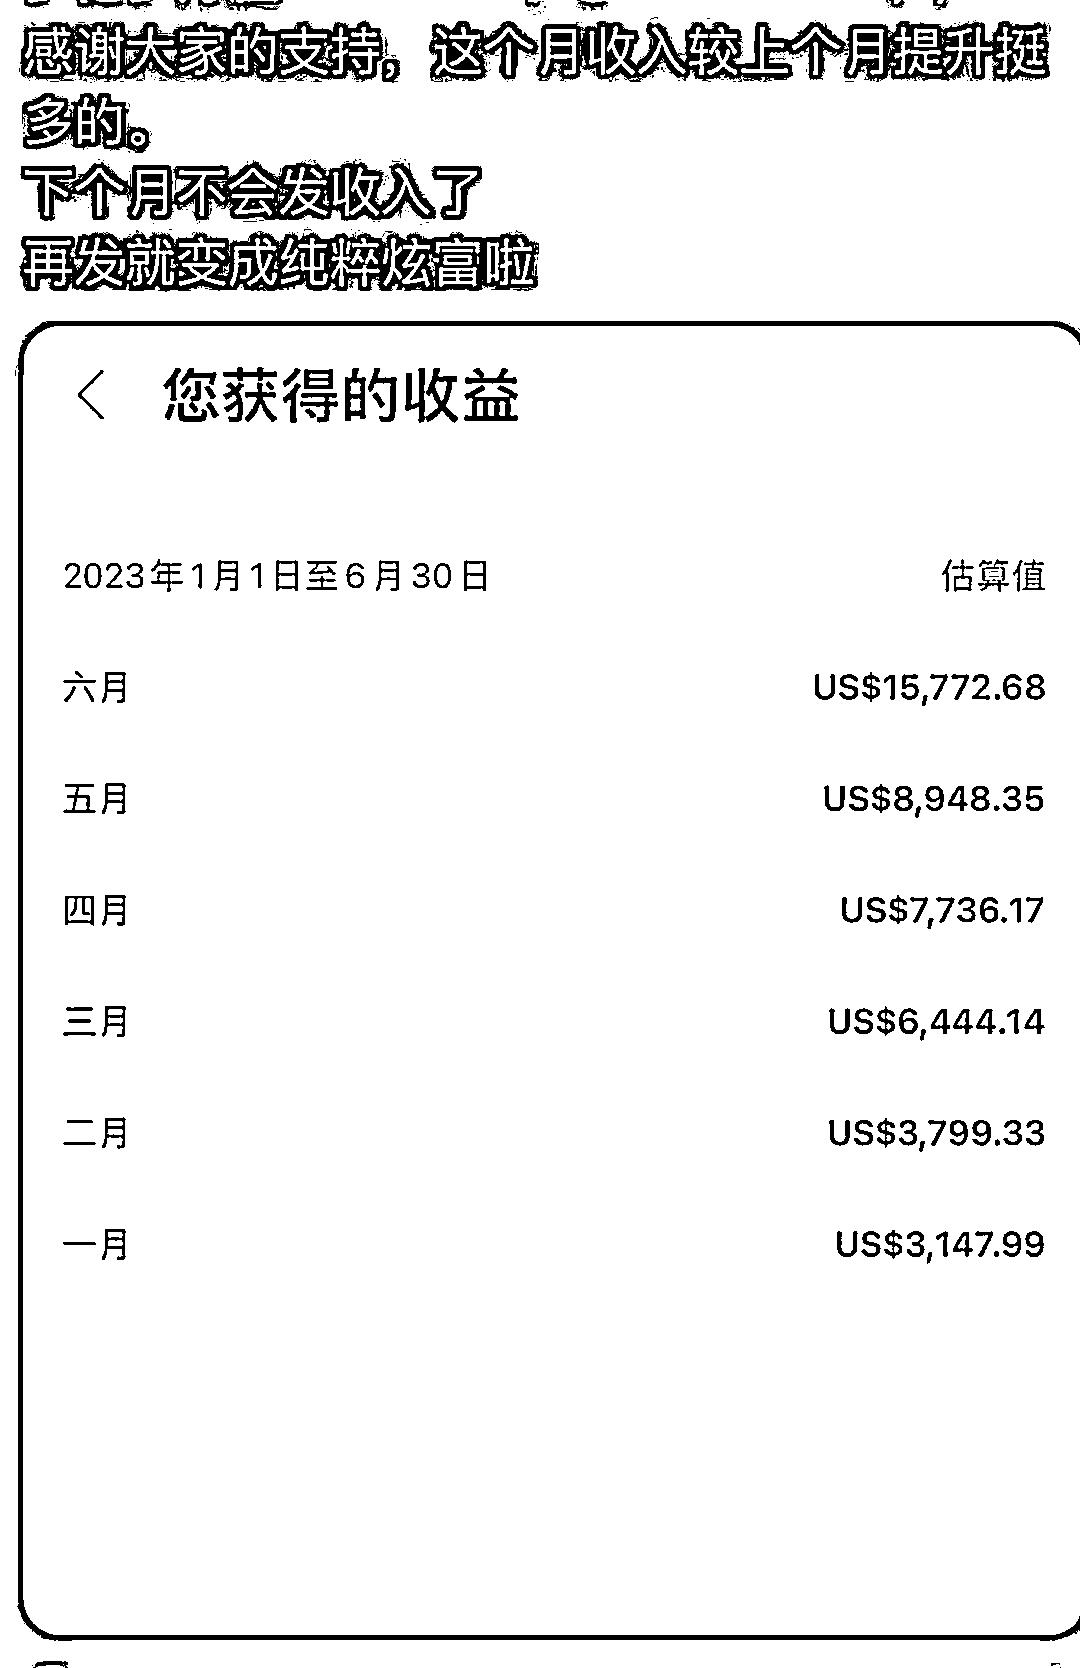 感谢大家的支持，这个月收入较上个月提升挺
多的。
下个月不会发收入了
再发就变成纯粹炫富啦
您获得的收益
2023年1月1日至6月30日 估算值
六月 US$15,772.68
五月 US$8,948.35
四月 US$7,736.17
三月 US$6,444.14
二月 US$3,799.33
一月 US$3,147.99